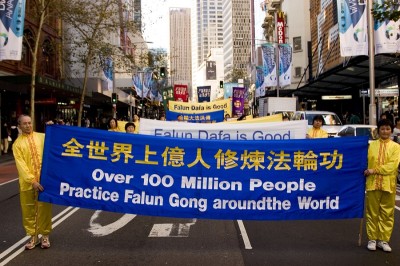 Falun Dafa is Good
Falun Dafa is Good.
全世界上億人修煉法輪功
Over 100 Million People
Practice Falun Gong aroundthe World